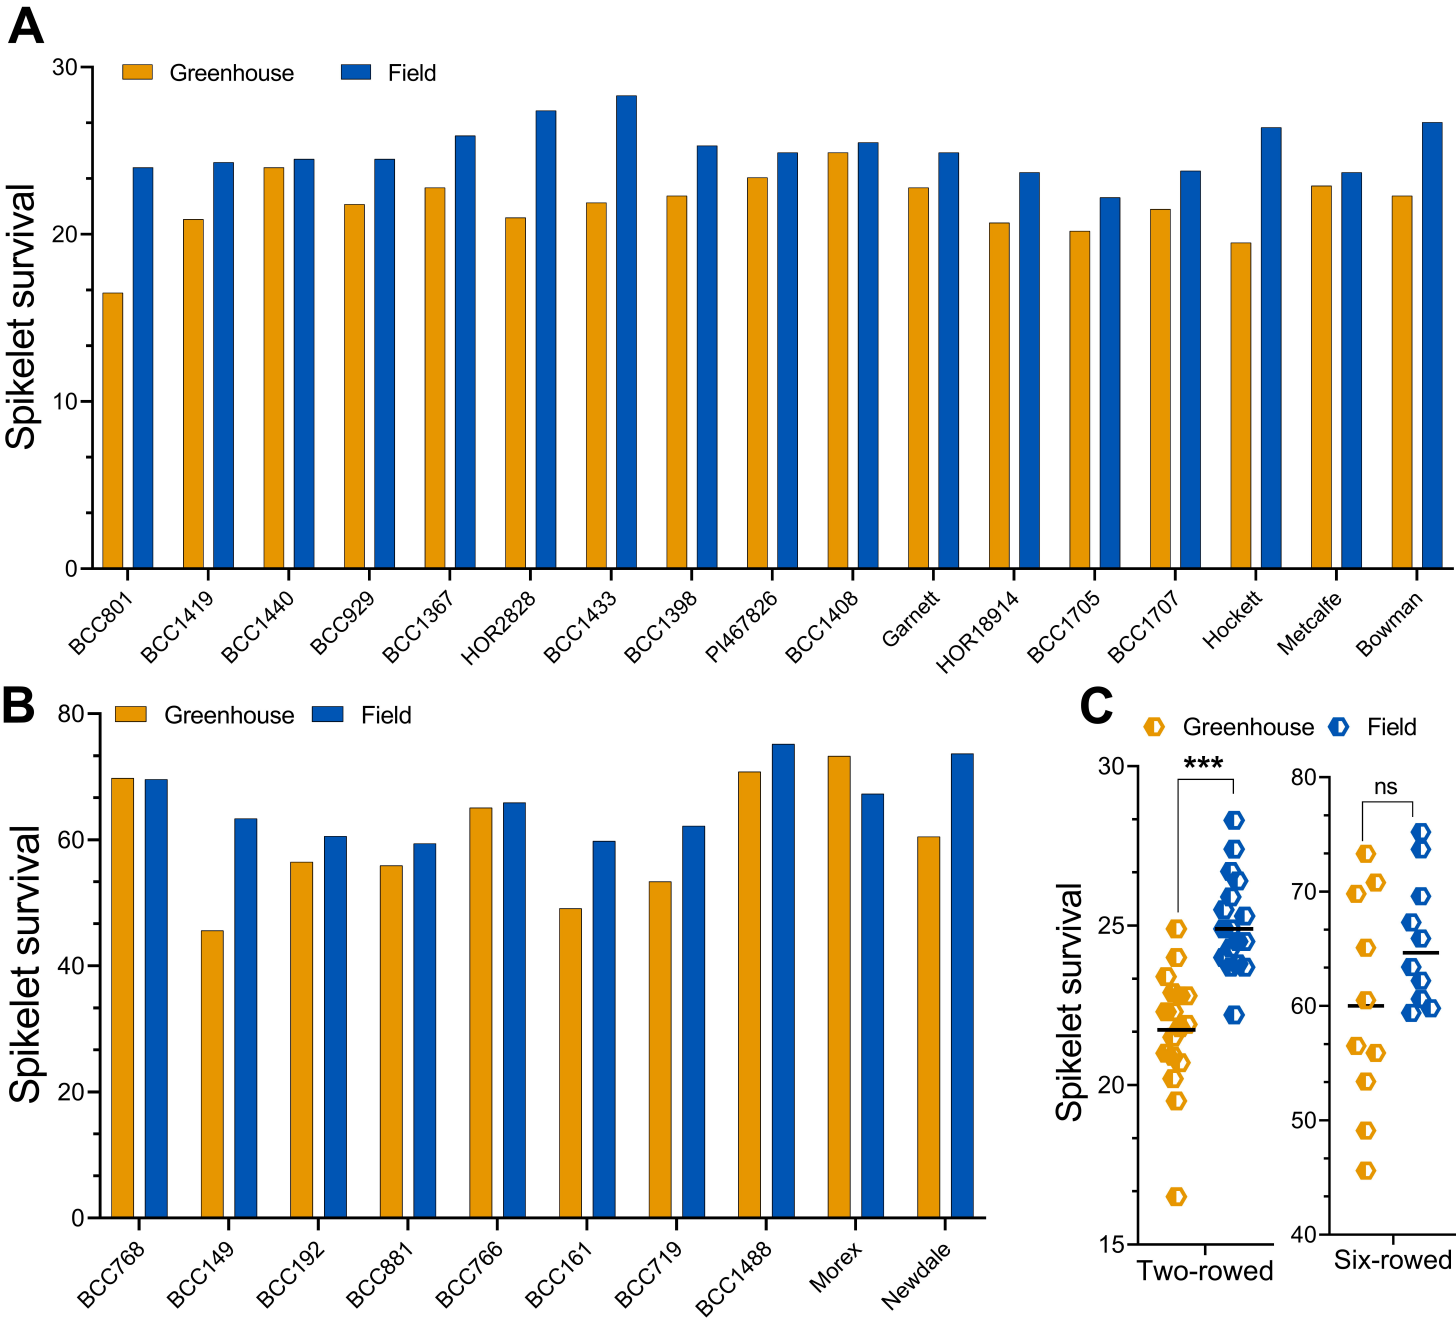 A
Greenhouse Field
Spikelet survival
30
20
10
0
BCC801
BCC1419
BCC1440
BCC929
BCC1367
HOR2828
BCC1433
BCC1398
PI467826
BCC1408
Garnett
HOR18914
BCC1705
BCC1707
Hockett
Metcalfe
Bowman
B
Greenhouse Field
Spikelet survival
80
60
40
20
0
BCC768
BCC149
BCC192
BCC881
BCC766
BCC161
BCC719
BCC1488
Morex
Newdale
C
Greenhouse Field
Spikelet survival
30
25
20
15
***
Two-rowed
80
70
60
50
40
ns
Six-rowed